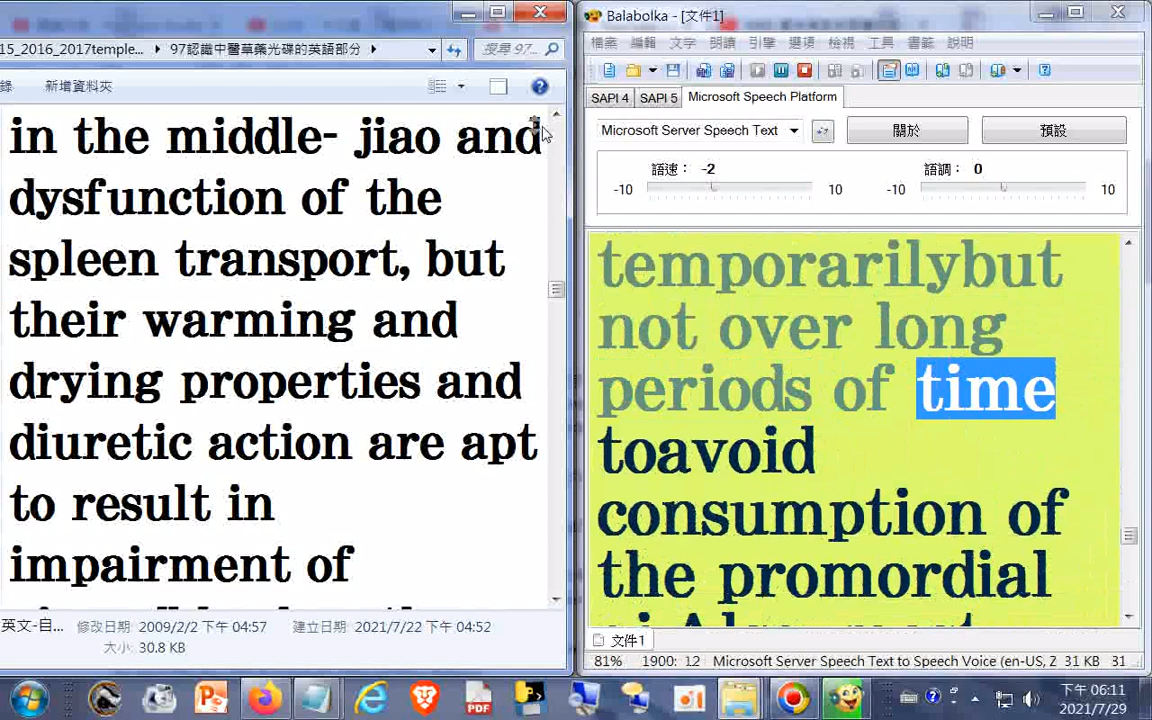 15_2016_2017temple...
97認識中醫草藥光碟的英語部分
搜尋 97...
錄
新增資料夾
in the middle- jiao and
dysfunction of the
spleen transport, but
their warming and
drying properties and
diuretic action are apt
to result in
impairment of
英文-自...
修改日期: 2009/2/2 下午 04:57
建立日期: 2021/7/22 下午 04:52
大小: 30.8 KB
Balabolka - [文件1]
檔案 編輯 文字 朗讀 引擎 選項 檢視 工具 書籤 說明
SAPI 4 SAPI 5 Microsoft Speech Platform
Microsoft Server Speech Text
關於
預設
語速： -2
語調： 0
-10 10 -10 10
temporarilybut
not over long
periods of time
toavoid
consumption of
the promordial
文件1
81% 1900: 12 Microsoft Server Speech Text to Speech Voice (en-US, Z 31 KB 31
PDF
下午 06:11
2021/7/29